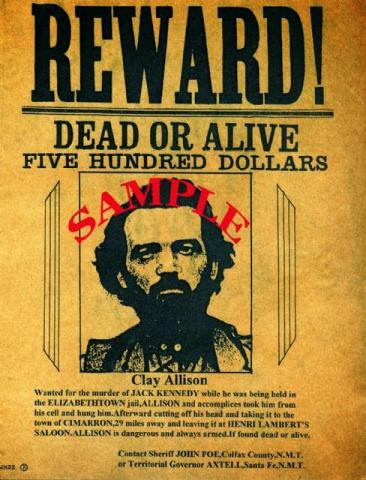 REWARD!
DEAD OR ALIVE
FIVE HUNDRED DOLLARS
SAMPLE
Clay Allison
Wanted for the murder of JACK KENNEDY while he was being held in
the ELIZABETHTOWN jail,ALLISON and accomplices took him from
his cell and hung him.Afterward cutting off his head and taking it to the
town of CIMARRON,29 miles away and leaving it at HENRI LAMBERT'S
SALOON.ALLISON is dangerous and always armed.If found dead or alive,
Contact Sheriff JOHN POE,Colfax County,N.M.T.
or Territorial Governor AXTELL,Santa Fe,N.M.T.